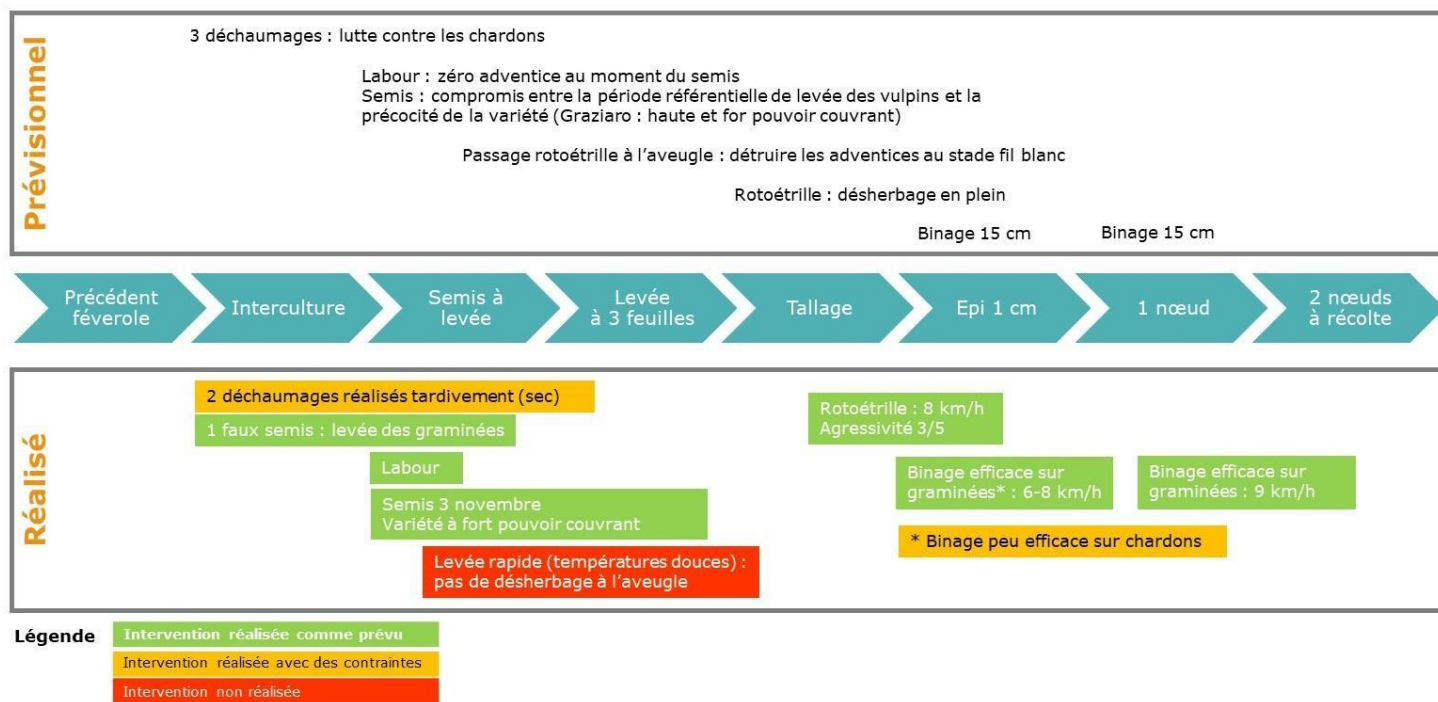 Prévisionnel
3 déchaumages : lutte contre les chardons
Labour : zéro adventice au moment du semis
Semis : compromis entre la période référentielle de levée des vulpins et la
précocité de la variété (Graziaro : haute et for pouvoir couvrant)
Passage rotoétrille à l’aveugle : détruire les adventices au stade fil blanc
Rotoétrille : désherbage en plein
Binage 15 cm
Binage 15 cm
Précédent
féverole
Interculture
Semis à
levée
Levée
à 3 feuilles
Tallage
Epi 1 cm
1 nœud
2 nœuds
à récolte
Réalisé
2 déchaumages réalisés tardivement (sec)
1 faux semis : levée des graminées
Labour
Semis 3 novembre
Variété à fort pouvoir couvrant
Levée rapide (températures douces) :
pas de désherbage à l’aveugle
Rotoétrille : 8 km/h
Agressivité 3/5
Binage efficace sur
graminées* : 6-8 km/h
Binage efficace sur
graminées : 9 km/h
* Binage peu efficace sur chardons
Légende
Intervention réalisée comme prévu
Intervention réalisée avec des contraintes
Intervention non réalisée